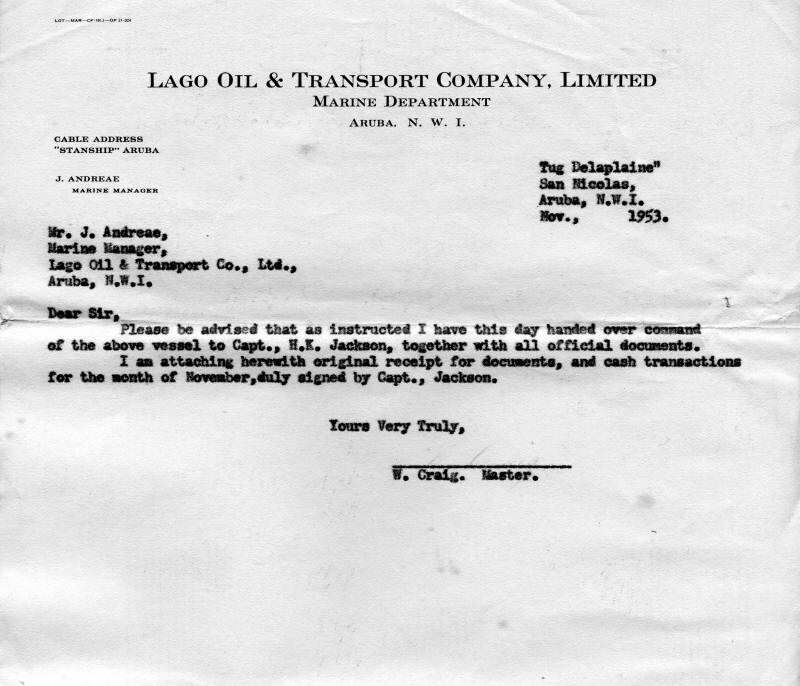 LAGO OIL & TRANSPORT COMPANY, LIMITED
MARINE DEPARTMENT
ARUBA. N. W. I.
CABLE ADDRESS
"STANSHIP" ARUBA
J. ANDREAE
MARINE MANAGER
Tug Delaplaine"
San Nicolas,
Aruba, N.W.I.
Nov., 1953.
Mr. J. Andreae,
Marine Manager,
Lago Oil & Transport Co., Ltd.,
Aruba, N.W.I.
Dear Sir,
Please be advised that as instructed I have this day handed over command
of the above vessel to Capt., H.K. Jackson, together with all official documents.
I am attaching herewith original receipt for documents, and cash transactions
for the month of November,duly signed by Capt., Jackson.
Yours Very Truly,
W. Craig. Master.